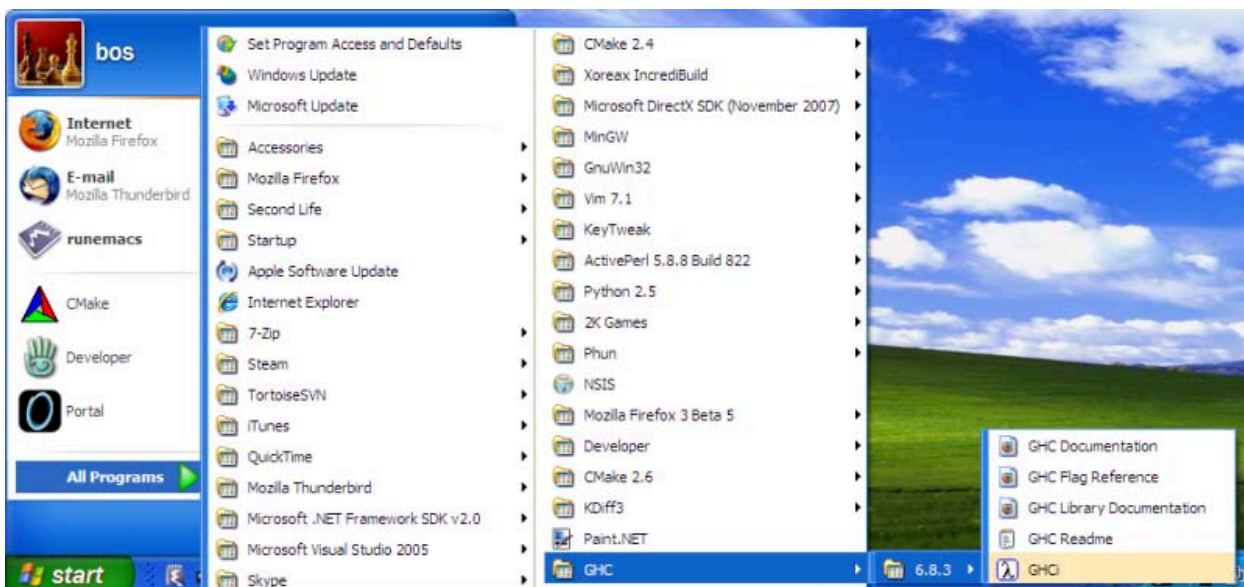 bos
Internet
Mozilla Firefox
E-mail
Mozilla Thunderbird
runemacs
CMake
Developer
Portal
All Programs
start
Set Program Access and Defaults
Windows Update
Microsoft Update
Accessories
Mozilla Firefox
Second Life
Startup
Apple Software Update
Internet Explorer
7-Zip
Steam
TortoiseSVN
iTunes
QuickTime
Mozilla Thunderbird
Microsoft .NET Framework SDK v2.0
Microsoft Visual Studio 2005
Skype
CMake 2.4
Xoreax IncrediBuild
Microsoft DirectX SDK (November 2007)
MinGW
GnuWin32
Vim 7.1
KeyTweak
ActivePerl 5.8.8 Build 822
Python 2.5
2K Games
Phun
NSIS
Mozilla Firefox 3 Beta 5
Developer
CMake 2.6
KDiff3
Paint.NET
GHC
6.8.3
GHC Documentation
GHC Flag Reference
GHC Library Documentation
GHC Readme
GHCi